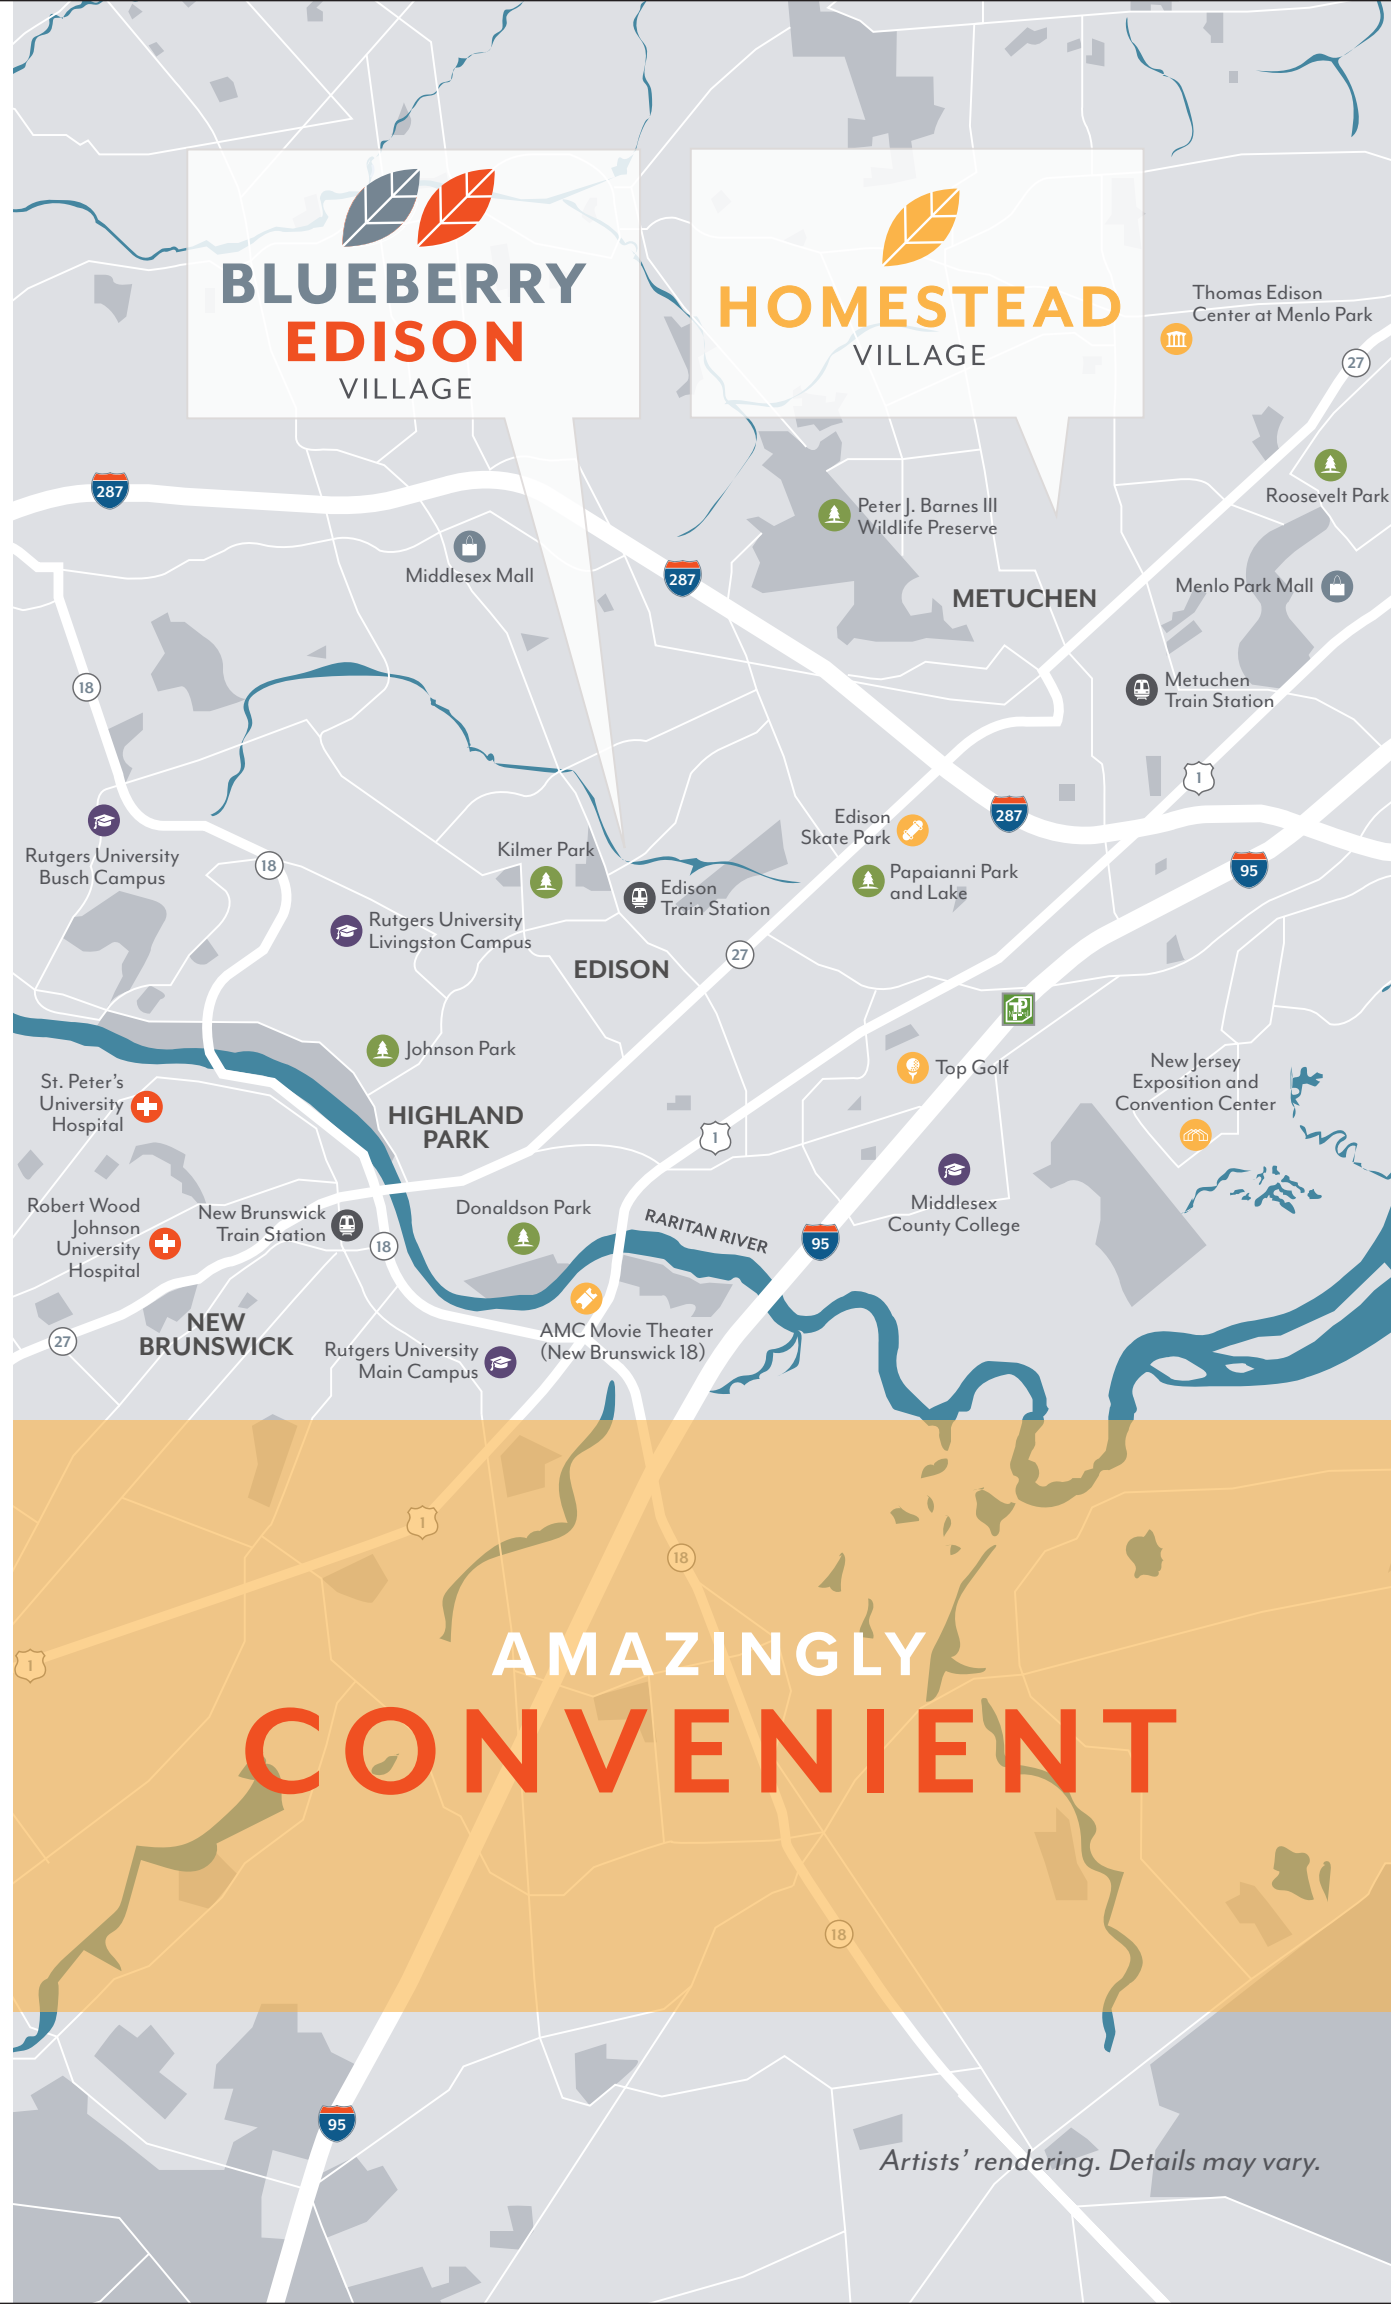 BLUEBERRY
EDISON
VILLAGE
HOMESTEAD
VILLAGE
Thomas Edison
Center at Menlo Park
27
287
Roosevelt Park
Peter J. Barnes III
Wildlife Preserve
Middlesex Mall
287
METUCHEN
Menlo Park Mall
18
Metuchen
Train Station
1
Rutgers University
Busch Campus
18
Kilmer Park
Edison
Skate Park
287
95
Papaianni Park
and Lake
Edison
Train Station
Rutgers University
Livingston Campus
EDISON
27
Johnson Park
Top Golf
New Jersey
Exposition and
Convention Center
St. Peter's
University
Hospital
HIGHLAND
PARK
1
Middlesex
County College
Robert Wood
Johnson
University
Hospital
New Brunswick
Train Station
18
Donaldson Park
RARITAN RIVER
95
NEW
BRUNSWICK
27
Rutgers University
Main Campus
AMC Movie Theater
(New Brunswick 18)
1
18
1
AMAZINGLY
CONVENIENT
18
95
Artists' rendering. Details may vary.